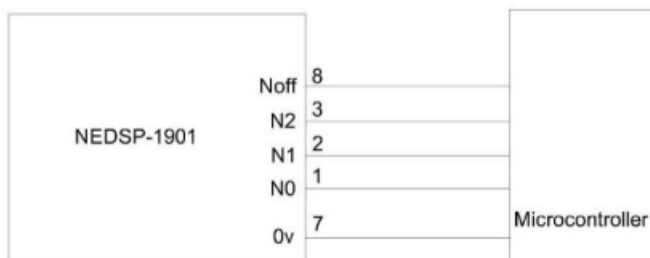 Noff 8
N2 3
NEDSP-1901
N1 2
N0 1
0v 7
Microcontroller